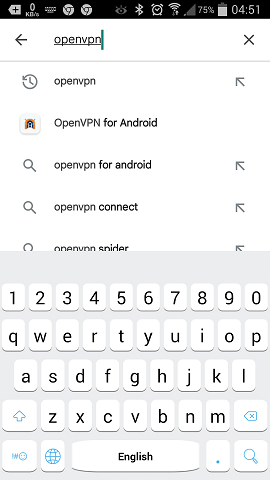 0 KB/s 75% 04:51
openvpn
openvpn
OpenVPN for Android
openvpn for android
openvpn connect
openvpn spider
1 2 3 4 5 6 7 8 9 0
q w e r t y u i o p
a s d f g h j k l
z x c v b n m
!#☺ English .